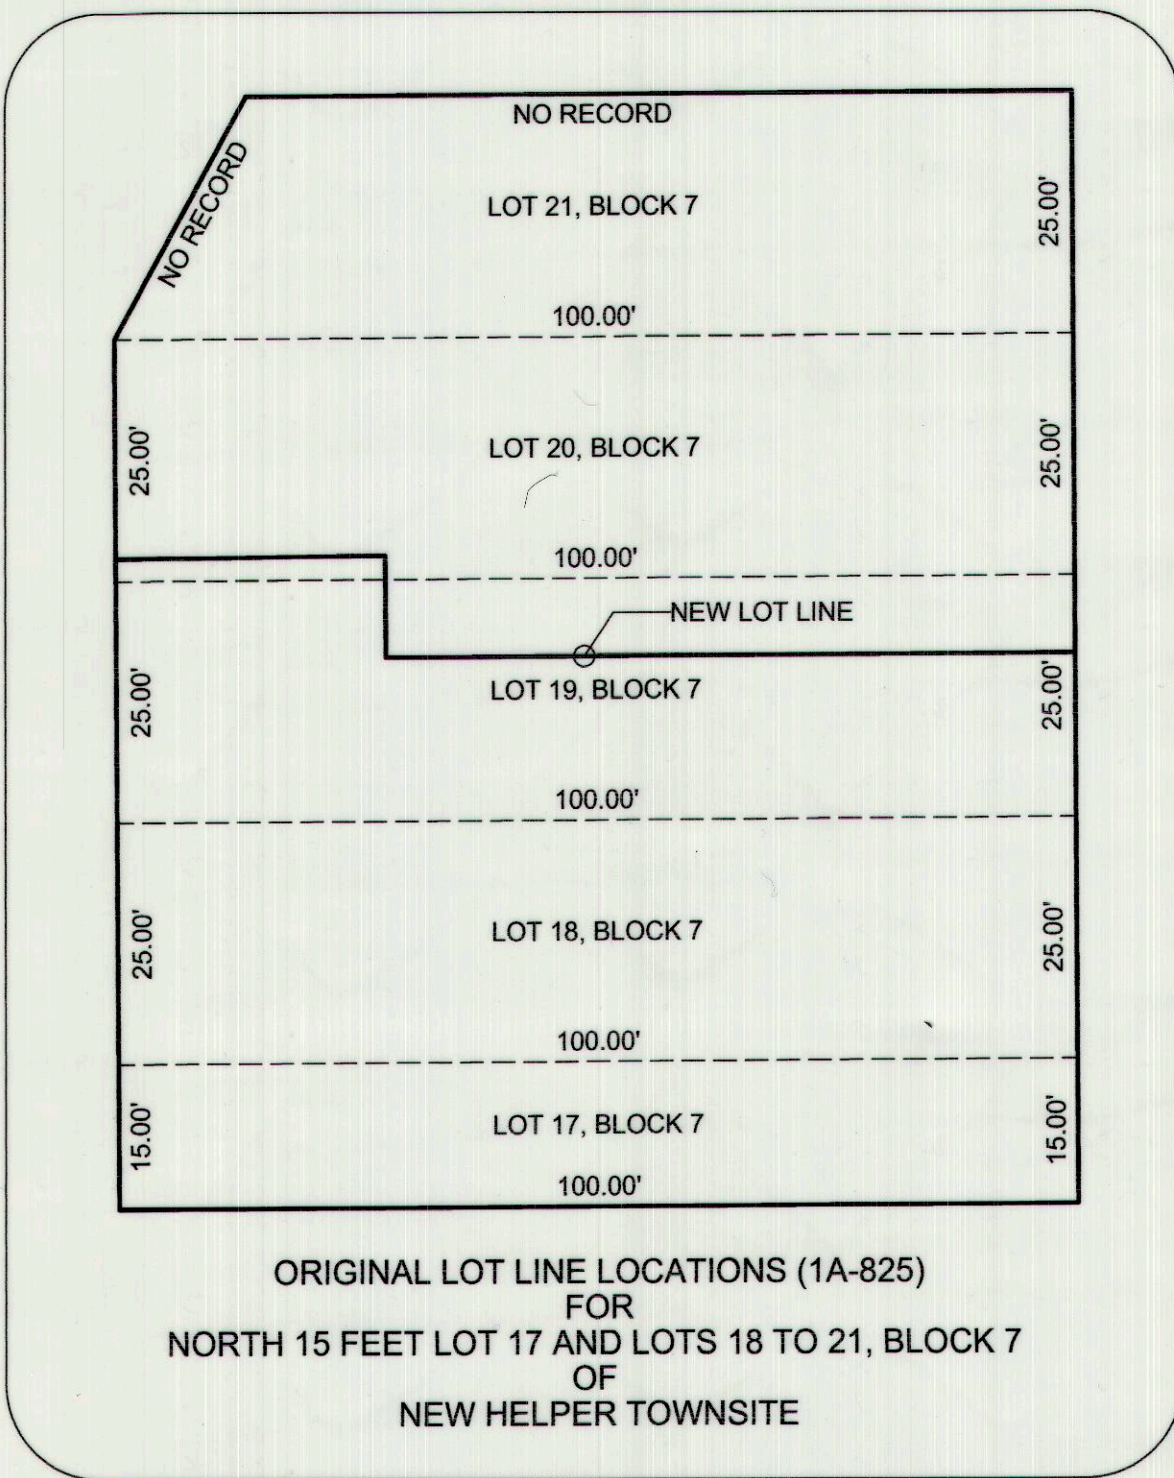 NO RECORD
NO RECORD
LOT 21, BLOCK 7
25.00'
100.00'
25.00'
LOT 20, BLOCK 7
25.00'
100.00'
NEW LOT LINE
25.00'
LOT 19, BLOCK 7
25.00'
100.00'
25.00'
LOT 18, BLOCK 7
25.00'
100.00'
15.00'
LOT 17, BLOCK 7
15.00'
100.00'
ORIGINAL LOT LINE LOCATIONS (1A-825)
FOR
NORTH 15 FEET LOT 17 AND LOTS 18 TO 21, BLOCK 7
OF
NEW HELPER TOWNSITE